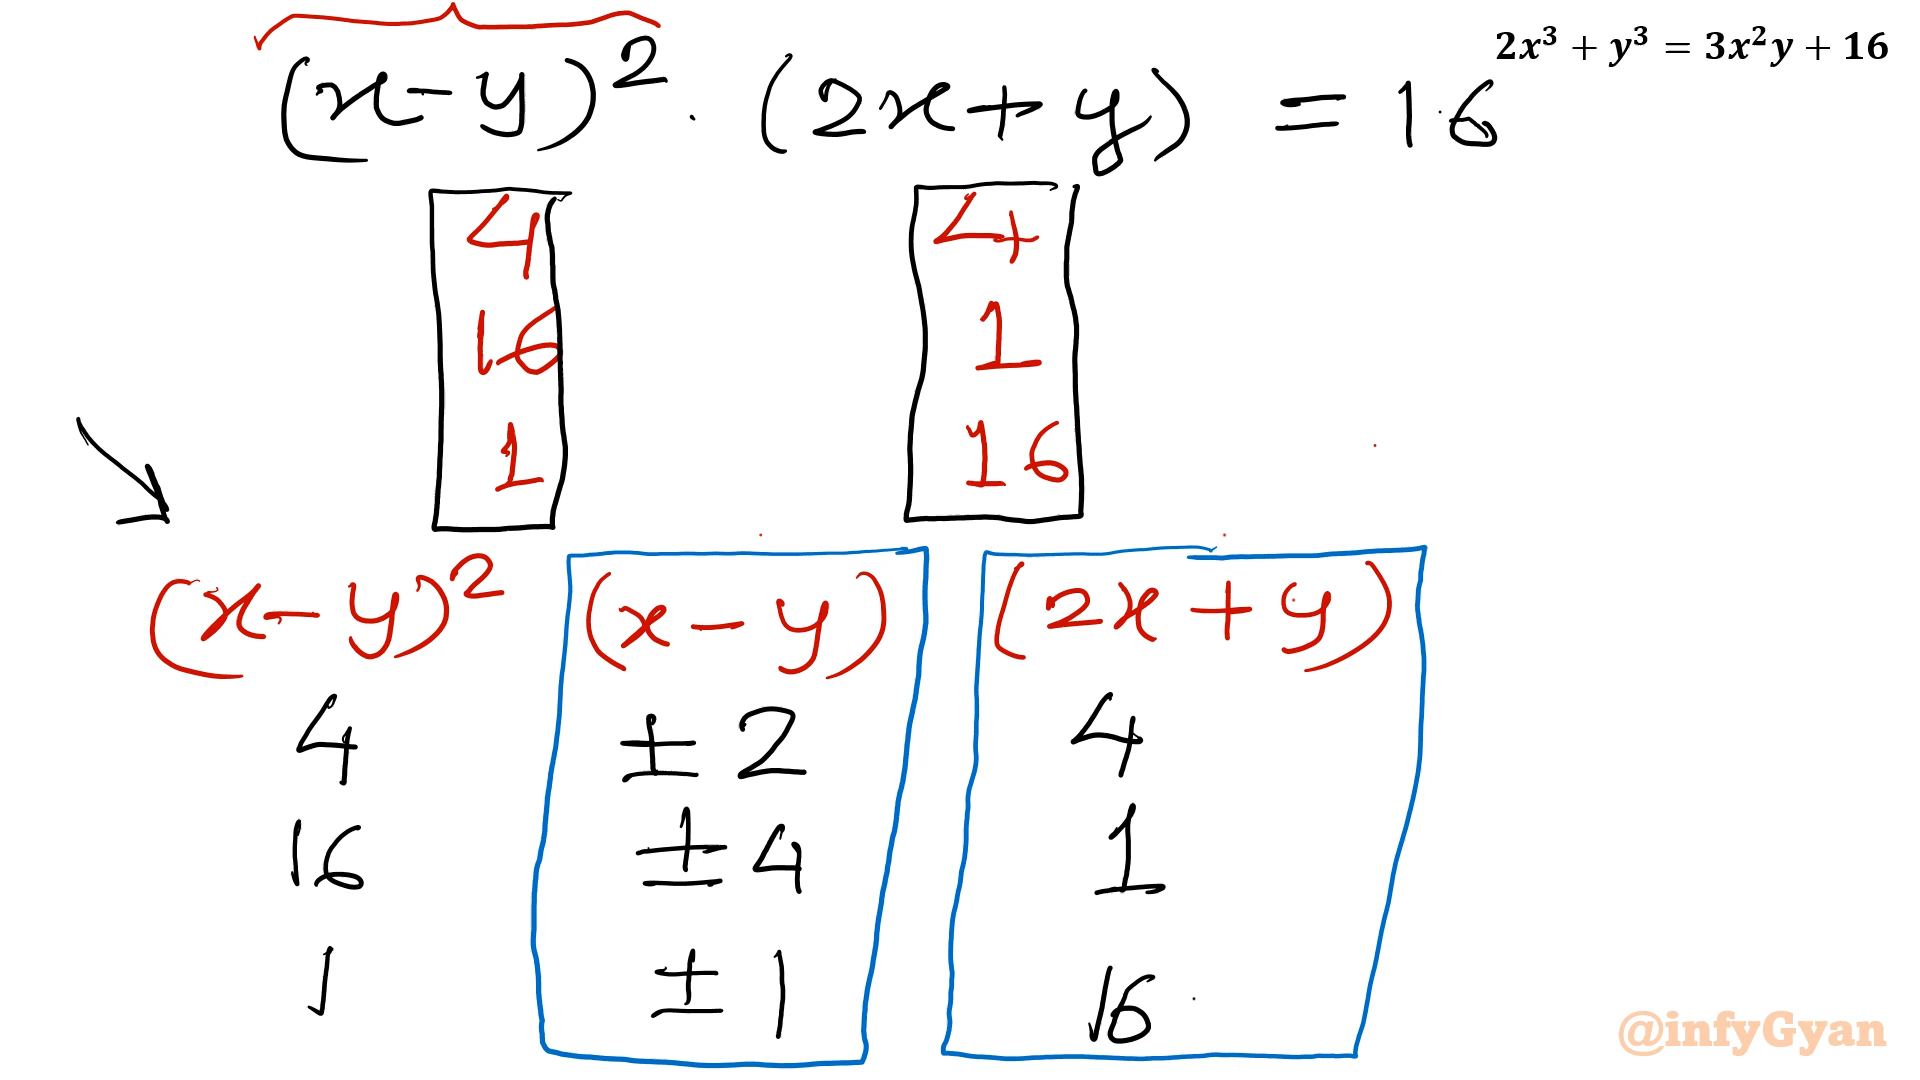 2x³ + y³ = 3x²y + 16
(x-y)² · (2x+y) = 16
4 4
16 1
1 16
(x-y)² (x-y) (2x+y)
4 ±2 4
16 ±4 1
1 ±1 16
@infyGyan